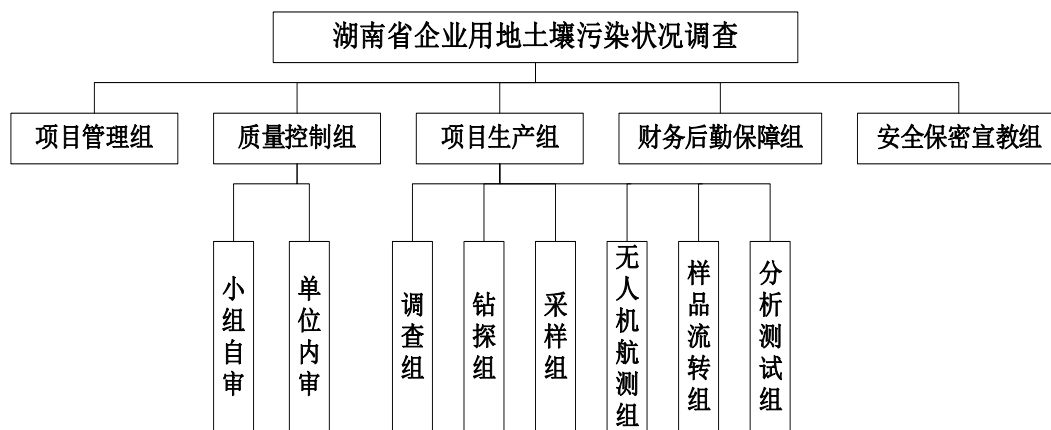 湖南省企业用地土壤污染状况调查
项目管理组
质量控制组
项目生产组
财务后勤保障组
安全保密宣教组
小组自审
单位内审
调查组
钻探组
采样组
无人机航测组
样品流转组
分析测试组